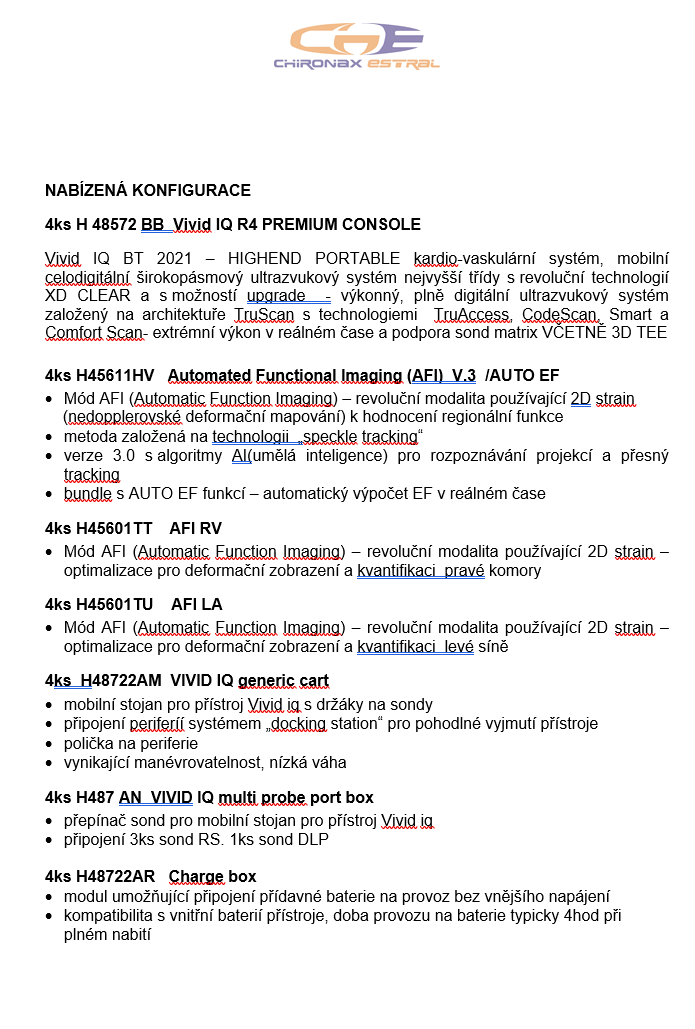 CHIRONAX ESTRAL
NABÍZENÁ KONFIGURACE
4ks H 48572 BB Vivid IQ R4 PREMIUM CONSOLE
Vivid IQ BT 2021 – HIGHEND PORTABLE kardio-vaskulární systém, mobilní
celodigitální širokopásmový ultrazvukový systém nejvyšší třídy s revoluční technologií
XD CLEAR a s možností upgrade - výkonný, plně digitální ultrazvukový systém
založený na architektuře TruScan s technologiemi TruAccess, CodeScan, Smart a
Comfort Scan- extrémní výkon v reálném čase a podpora sond matrix VČETNĚ 3D TEE
4ks H45611HV Automated Functional Imaging (AFI) V.3 /AUTO EF
• Mód AFI (Automatic Function Imaging) – revoluční modalita používající 2D strain
(nedopplerovské deformační mapování) k hodnocení regionální funkce
• metoda založená na technologii „speckle tracking“
• verze 3.0 s algoritmy AI(umělá inteligence) pro rozpoznávání projekcí a přesný
tracking
• bundle s AUTO EF funkcí – automatický výpočet EF v reálném čase
4ks H45601TT AFI RV
• Mód AFI (Automatic Function Imaging) – revoluční modalita používající 2D strain –
optimalizace pro deformační zobrazení a kvantifikaci pravé komory
4ks H45601TU AFI LA
• Mód AFI (Automatic Function Imaging) – revoluční modalita používající 2D strain –
optimalizace pro deformační zobrazení a kvantifikaci levé síně
4ks H48722AM VIVID IQ generic cart
• mobilní stojan pro přístroj Vivid iq s držáky na sondy
• připojení periferíí systémem „docking station“ pro pohodlné vyjmutí přístroje
• polička na periferie
• vynikající manévrovatelnost, nízká váha
4ks H487 AN VIVID IQ multi probe port box
• přepínač sond pro mobilní stojan pro přístroj Vivid iq
• připojení 3ks sond RS. 1ks sond DLP
4ks H48722AR Charge box
• modul umožňující připojení přídavné baterie na provoz bez vnějšího napájení
• kompatibilita s vnitřní baterií přístroje, doba provozu na baterie typicky 4hod při
plném nabití